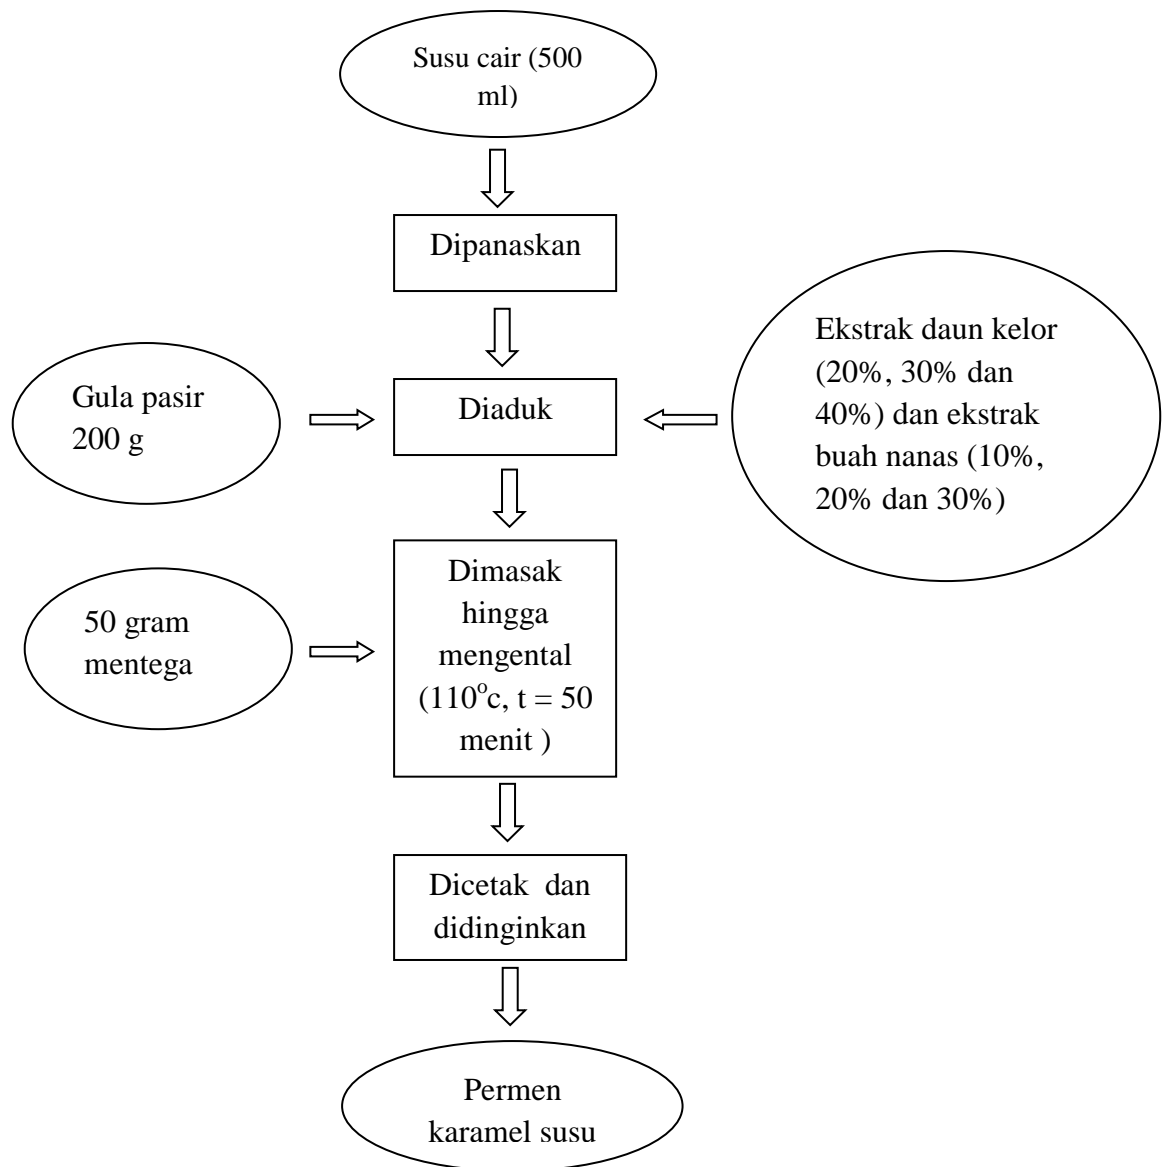 Susu cair (500
ml)
Dipanaskan
Ekstrak daun kelor
(20%, 30% dan
40%) dan ekstrak
buah nanas (10%,
20% dan 30%)
Gula pasir
200 g
Diaduk
50 gram
mentega
Dimasak
hingga
mengental
(110°c, t = 50
menit )
Dicetak  dan
didinginkan
Permen
karamel susu